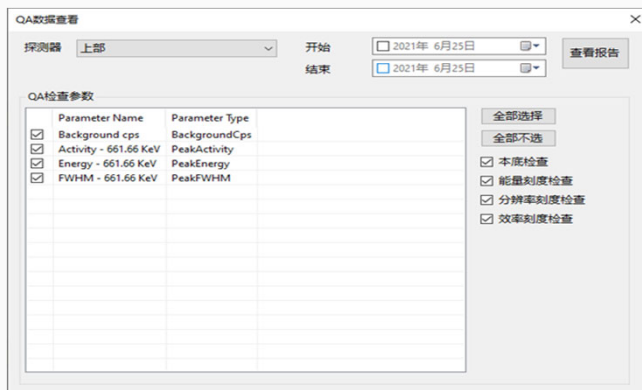 QA数据查看
探测器 上部 开始 2021年 6月25日 查看报告
结束 2021年 6月25日
QA检查参数
Parameter Name Parameter Type
Background cps BackgroundCps
Activity - 661.66 KeV PeakActivity
Energy - 661.66 KeV PeakEnergy
FWHM - 661.66 KeV PeakFWHM
全部选择
全部不选
本底检查
能量刻度检查
分辨率刻度检查
效率刻度检查